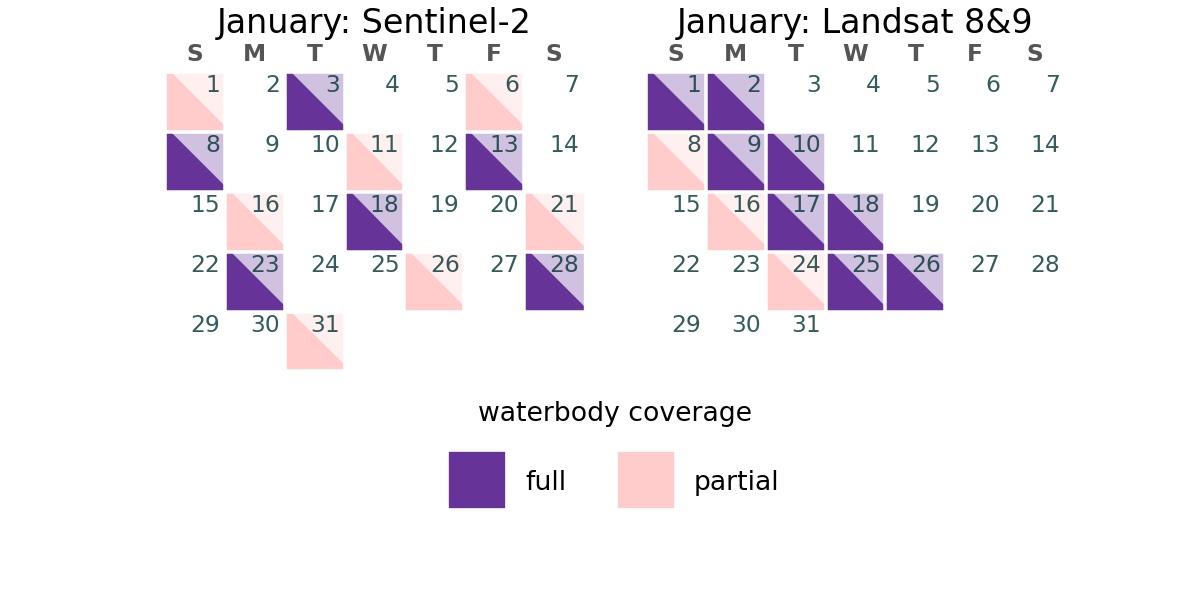 January: Sentinel-2
S M T W T F S
1 2 3 4 5 6 7
8 9 10 11 12 13 14
15 16 17 18 19 20 21
22 23 24 25 26 27 28
29 30 31
January: Landsat 8&9
S M T W T F S
1 2 3 4 5 6 7
8 9 10 11 12 13 14
15 16 17 18 19 20 21
22 23 24 25 26 27 28
29 30 31
waterbody coverage
full
partial